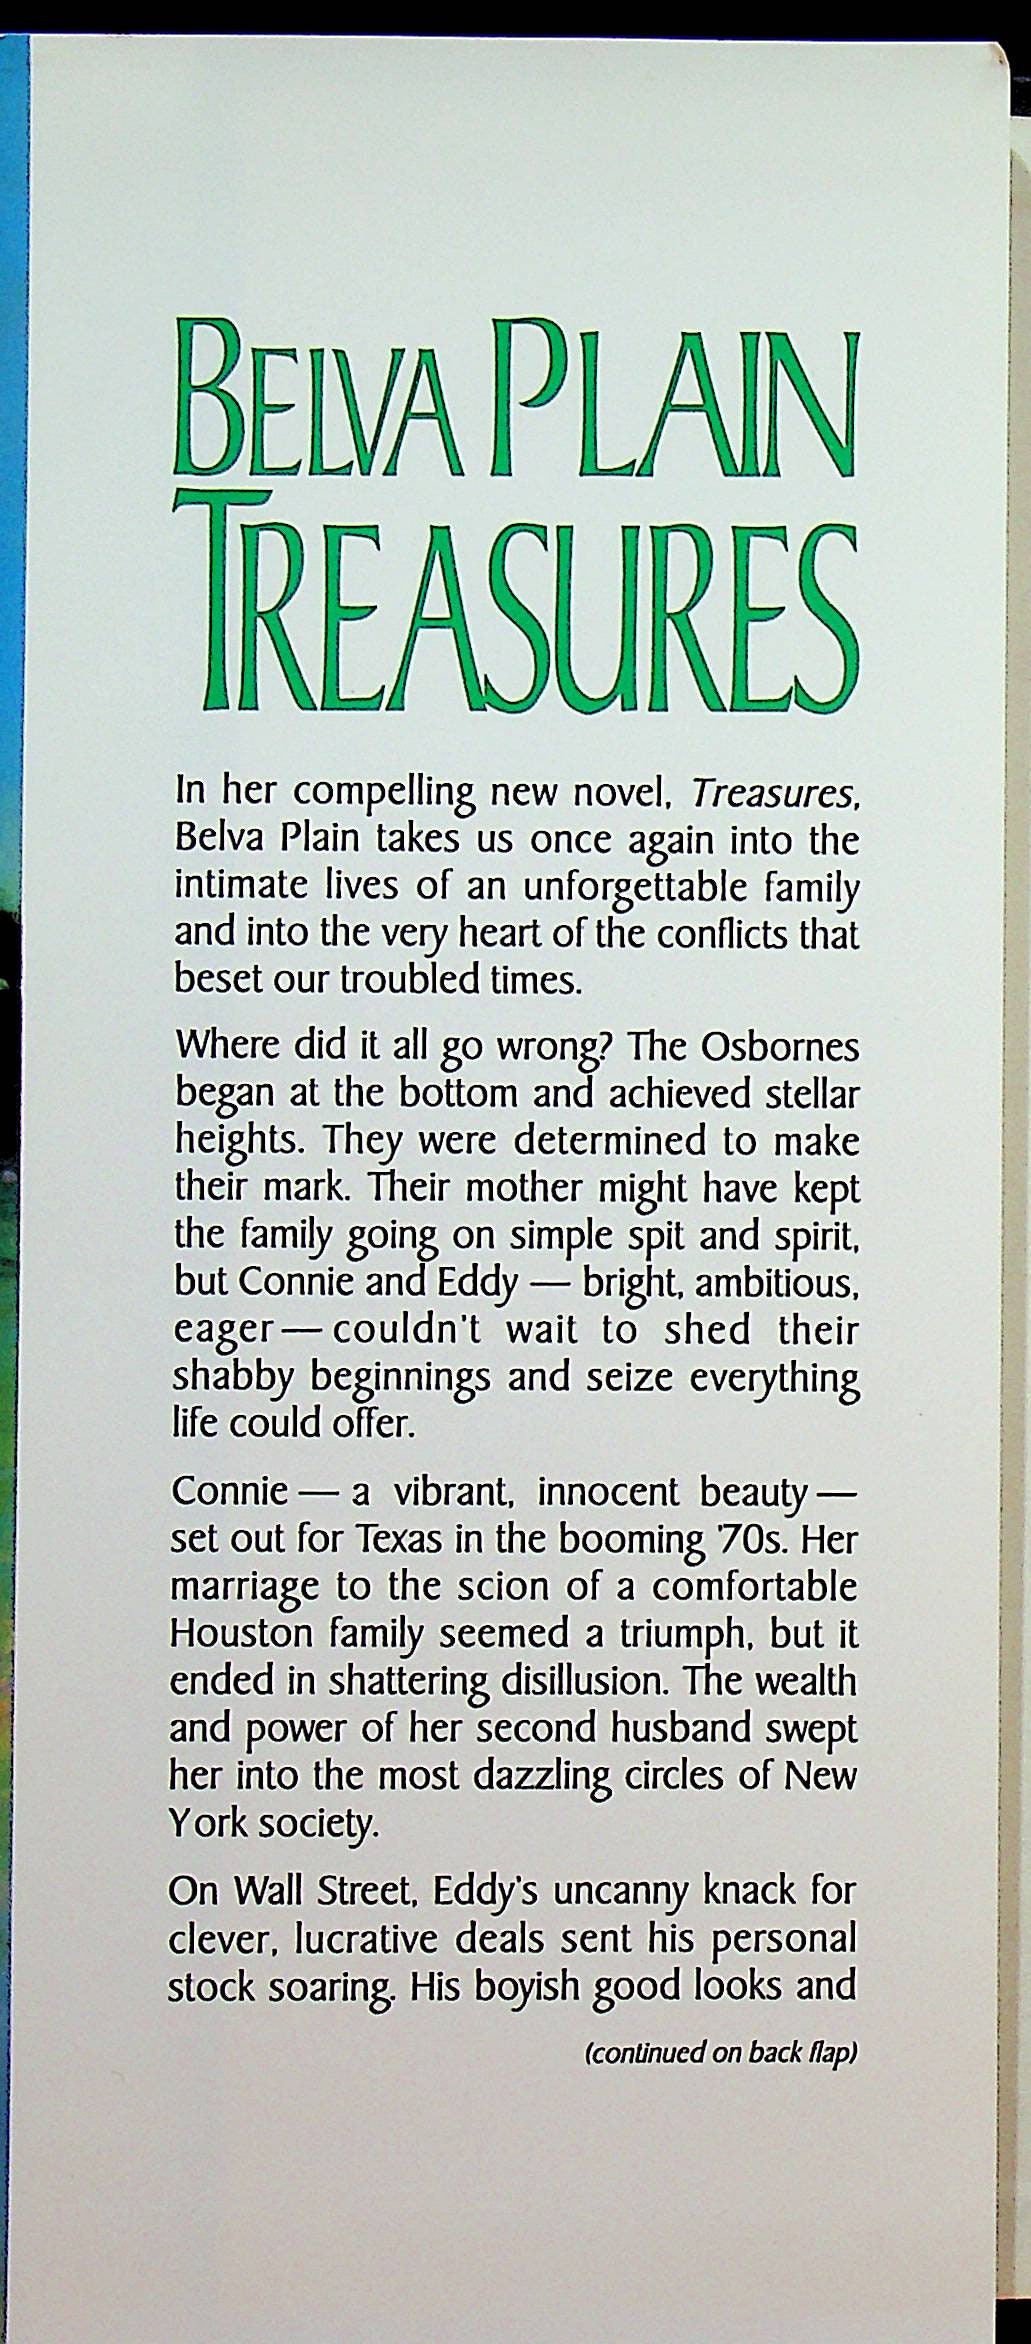 BELVA PLAIN
TREASURES
In her compelling new novel, Treasures,
Belva Plain takes us once again into the
intimate lives of an unforgettable family
and into the very heart of the conflicts that
beset our troubled times.
Where did it all go wrong? The Osbornes
began at the bottom and achieved stellar
heights. They were determined to make
their mark. Their mother might have kept
the family going on simple spit and spirit,
but Connie and Eddy — bright, ambitious,
eager — couldn't wait to shed their
shabby beginnings and seize everything
life could offer.
Connie — a vibrant, innocent beauty —
set out for Texas in the booming '70s. Her
marriage to the scion of a comfortable
Houston family seemed a triumph, but it
ended in shattering disillusion. The wealth
and power of her second husband swept
her into the most dazzling circles of New
York society.
On Wall Street, Eddy's uncanny knack for
clever, lucrative deals sent his personal
stock soaring. His boyish good looks and
(continued on back flap)